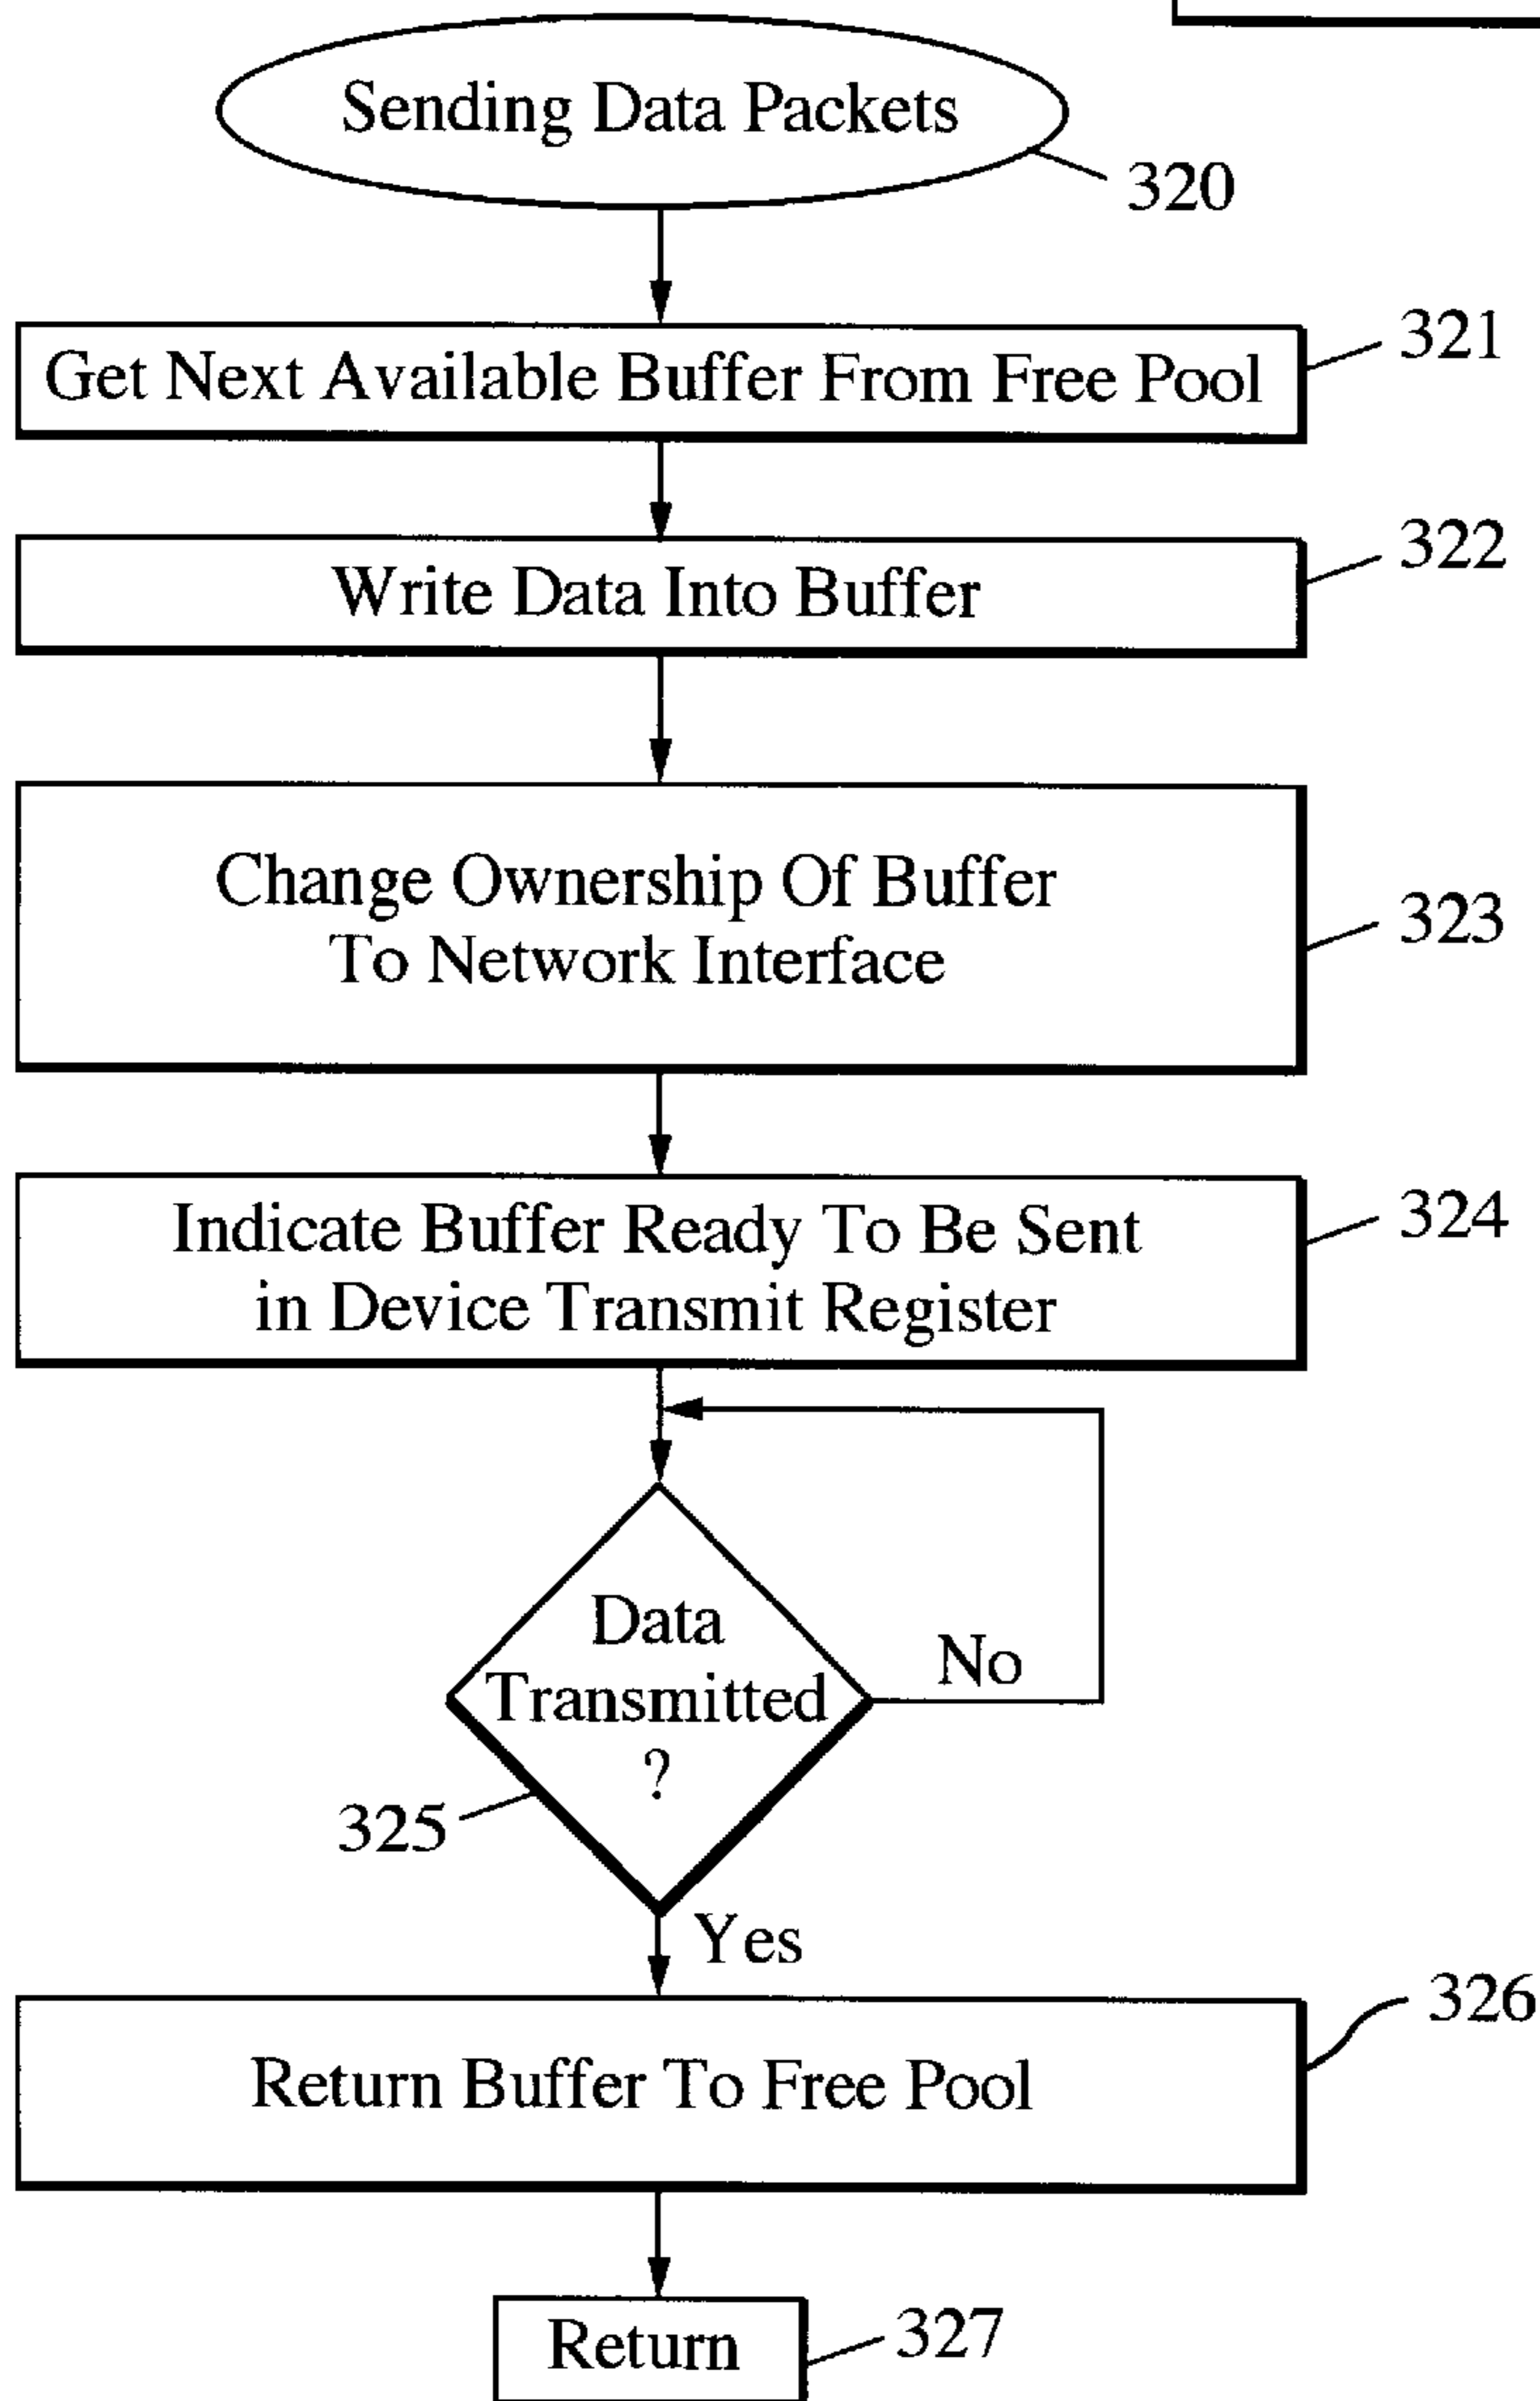 Sending Data Packets
320
Get Next Available Buffer From Free Pool
321
Write Data Into Buffer
322
Change Ownership Of Buffer
To Network Interface
323
Indicate Buffer Ready To Be Sent
in Device Transmit Register
324
Data
Transmitted
?
No
325
Yes
Return Buffer To Free Pool
326
Return
327